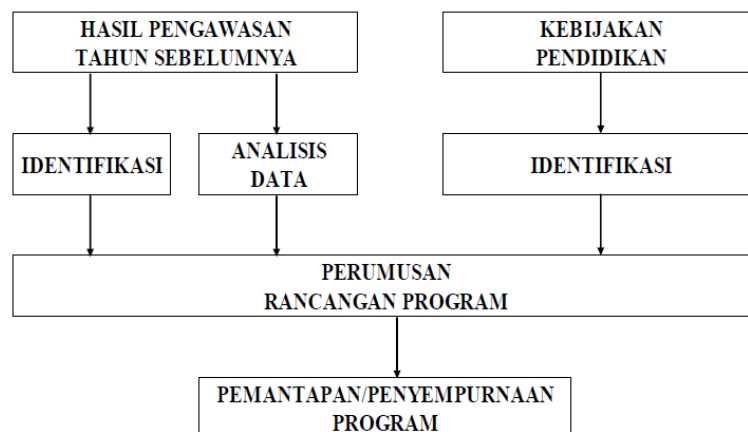 HASIL PENGAWASAN
TAHUN SEBELUMNYA
KEBIJAKAN
PENDIDIKAN
IDENTIFIKASI
ANALISIS
DATA
IDENTIFIKASI
PERUMUSAN
RANCANGAN PROGRAM
PEMANTAPAN/PENYEMPURNAAN
PROGRAM